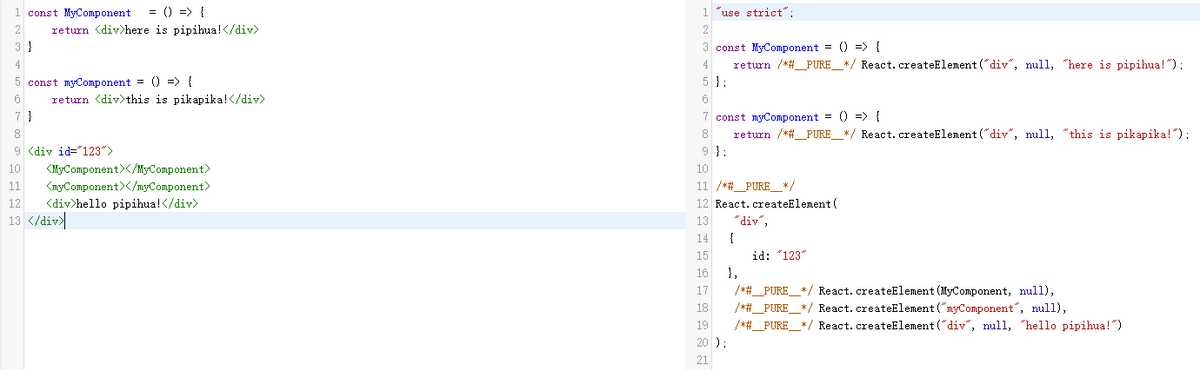 1 const MyComponent = () => {
2 return <div>here is pipihua!</div>
3 }
4
5 const myComponent = () => {
6 return <div>this is pikapika!</div>
7 }
8
9 <div id="123">
10 <MyComponent></MyComponent>
11 <myComponent></myComponent>
12 <div>hello pipihua!</div>
13 </div>
1 "use strict";
2
3 const MyComponent = () => {
4 return /*#__PURE__*/ React.createElement("div", null, "here is pipihua!");
5 };
6
7 const myComponent = () => {
8 return /*#__PURE__*/ React.createElement("div", null, "this is pikapika!");
9 };
10
11 /*#__PURE__*/
12 React.createElement(
13 "div",
14 {
15 id: "123"
16 },
17 /*#__PURE__*/ React.createElement(MyComponent, null),
18 /*#__PURE__*/ React.createElement("myComponent", null),
19 /*#__PURE__*/ React.createElement("div", null, "hello pipihua!")
20 );
21